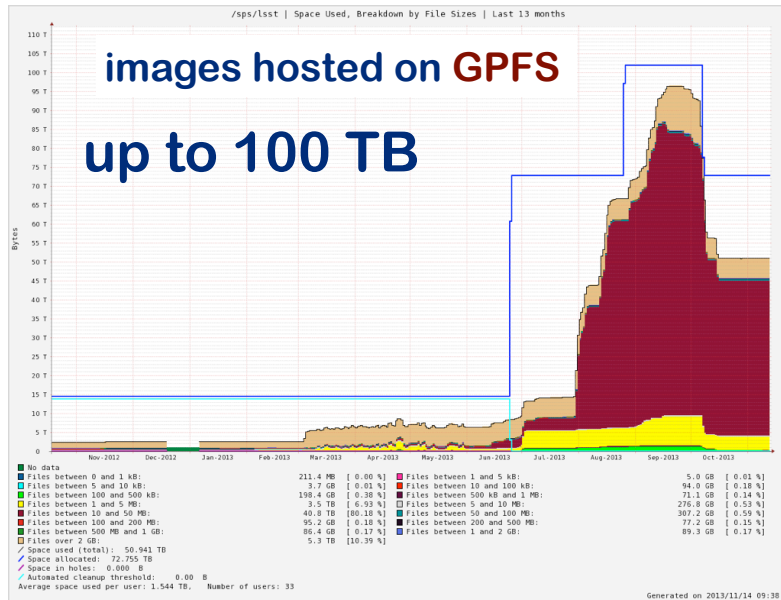 /sps/lsst | Space Used, Breakdown by File Sizes | Last 13 months
images hosted on GPFS
up to 100 TB
110 T
105 T
100 T
95 T
90 T
85 T
80 T
75 T
70 T
65 T
60 T
55 T
50 T
45 T
40 T
35 T
30 T
25 T
20 T
15 T
10 T
5 T
0
Bytes
Nov-2012 Dec-2012 Jan-2013 Feb-2013 Mar-2013 Apr-2013 May-2013 Jun-2013 Jul-2013 Aug-2013 Sep-2013 Oct-2013
No data
Files between 0 and 1 kB: 211.4 MB [ 0.00 %] Files between 1 and 5 kB: 5.0 GB [ 0.01 %]
Files between 5 and 10 kB: 3.7 GB [ 0.01 %] Files between 10 and 100 kB: 94.0 GB [ 0.18 %]
Files between 100 and 500 kB: 198.4 GB [ 0.38 %] Files between 500 kB and 1 MB: 71.1 GB [ 0.14 %]
Files between 1 and 5 MB: 3.5 TB [ 6.93 %] Files between 5 and 10 MB: 276.8 GB [ 0.53 %]
Files between 10 and 50 MB: 40.8 TB [80.18 %] Files between 50 and 100 MB: 307.2 GB [ 0.59 %]
Files between 100 and 200 MB: 95.2 GB [ 0.18 %] Files between 200 and 500 MB: 77.2 GB [ 0.15 %]
Files between 500 MB and 1 GB: 86.4 GB [ 0.17 %] Files between 1 and 2 GB: 89.3 GB [ 0.17 %]
Files over 2 GB: 5.3 TB [10.39 %]
Space used (total): 50.941 TB
Space allocated: 72.755 TB
Space in holes: 0.000 B
Automated cleanup threshold: 0.00 B
Average space used per user: 1.544 TB, Number of users: 33
Generated on 2013/11/14 09:38